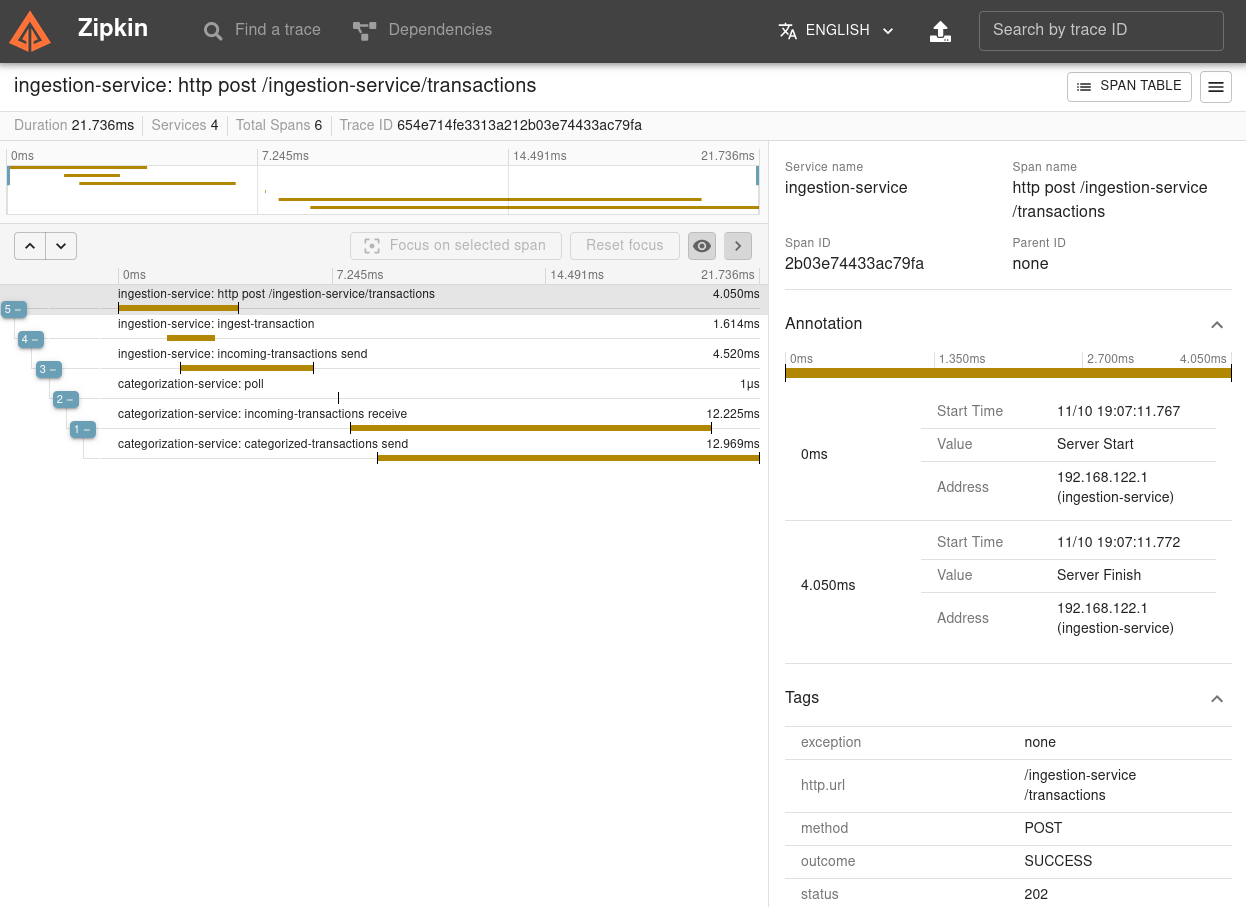 Zipkin
Find a trace
Dependencies
ENGLISH
Search by trace ID
ingestion-service: http post /ingestion-service/transactions
SPAN TABLE
Duration 21.736ms Services 4 Total Spans 6 Trace ID 654e714fe3313a212b03e74433ac79fa
0ms 7.245ms 14.491ms 21.736ms
Focus on selected span
Reset focus
0ms 7.245ms 14.491ms 21.736ms
ingestion-service: http post /ingestion-service/transactions 4.050ms
5 −
ingestion-service: ingest-transaction 1.614ms
4 −
ingestion-service: incoming-transactions send 4.520ms
3 −
categorization-service: poll 1μs
2 −
categorization-service: incoming-transactions receive 12.225ms
1 −
categorization-service: categorized-transactions send 12.969ms
Service name
ingestion-service
Span name
http post /ingestion-service
/transactions
Span ID
2b03e74433ac79fa
Parent ID
none
Annotation
0ms 1.350ms 2.700ms 4.050ms
0ms
Start Time 11/10 19:07:11.767
Value Server Start
Address 192.168.122.1
(ingestion-service)
4.050ms
Start Time 11/10 19:07:11.772
Value Server Finish
Address 192.168.122.1
(ingestion-service)
Tags
exception none
http.url /ingestion-service
/transactions
method POST
outcome SUCCESS
status 202